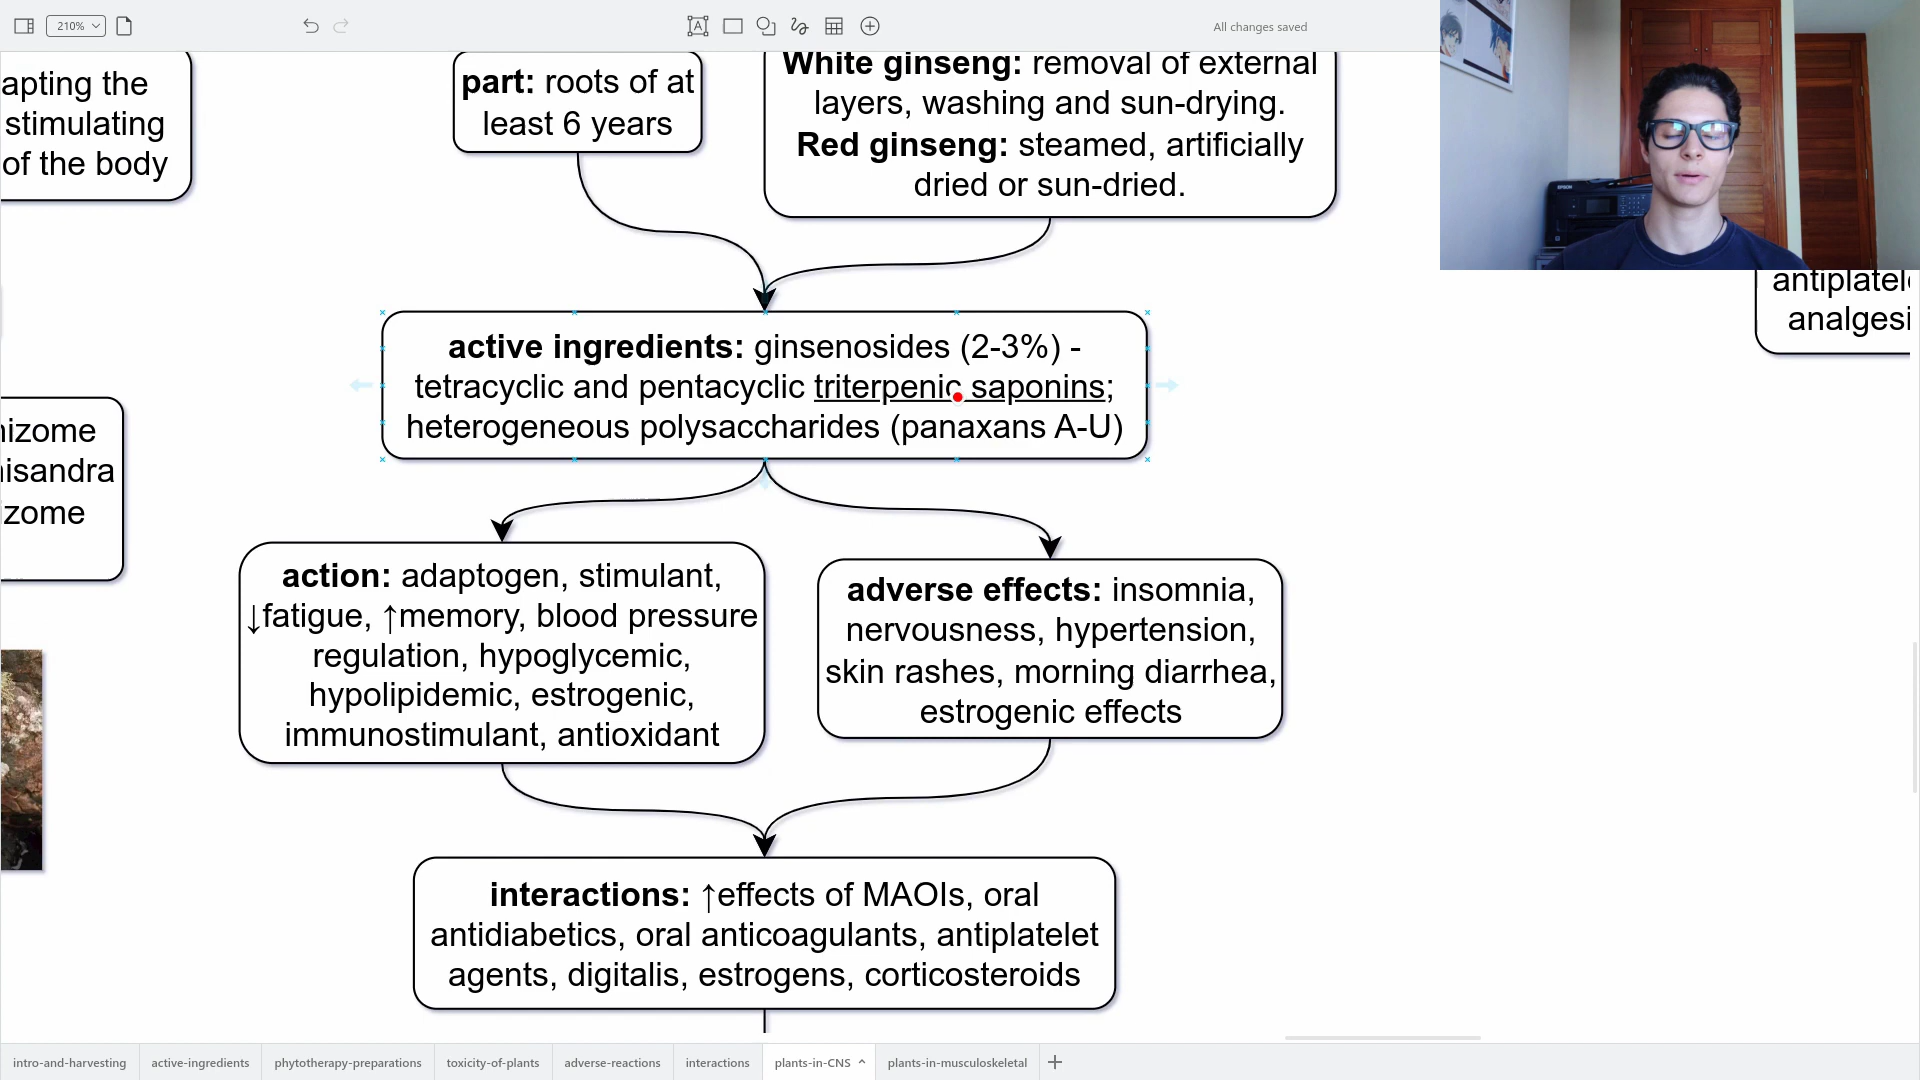 210%
All changes saved
EPSON
apting the
stimulating
of the body
part: roots of at
least 6 years
White ginseng: removal of external
layers, washing and sun-drying.
Red ginseng: steamed, artificially
dried or sun-dried.
antiplatel
analgesi
active ingredients: ginsenosides (2-3%) -
tetracyclic and pentacyclic triterpenic saponins;
heterogeneous polysaccharides (panaxans A-U)
izome
isandra
izome
action: adaptogen, stimulant,
↓fatigue, ↑memory, blood pressure
regulation, hypoglycemic,
hypolipidemic, estrogenic,
immunostimulant, antioxidant
adverse effects: insomnia,
nervousness, hypertension,
skin rashes, morning diarrhea,
estrogenic effects
interactions: ↑effects of MAOIs, oral
antidiabetics, oral anticoagulants, antiplatelet
agents, digitalis, estrogens, corticosteroids
intro-and-harvesting
active-ingredients
phytotherapy-preparations
toxicity-of-plants
adverse-reactions
interactions
plants-in-CNS
plants-in-musculoskeletal